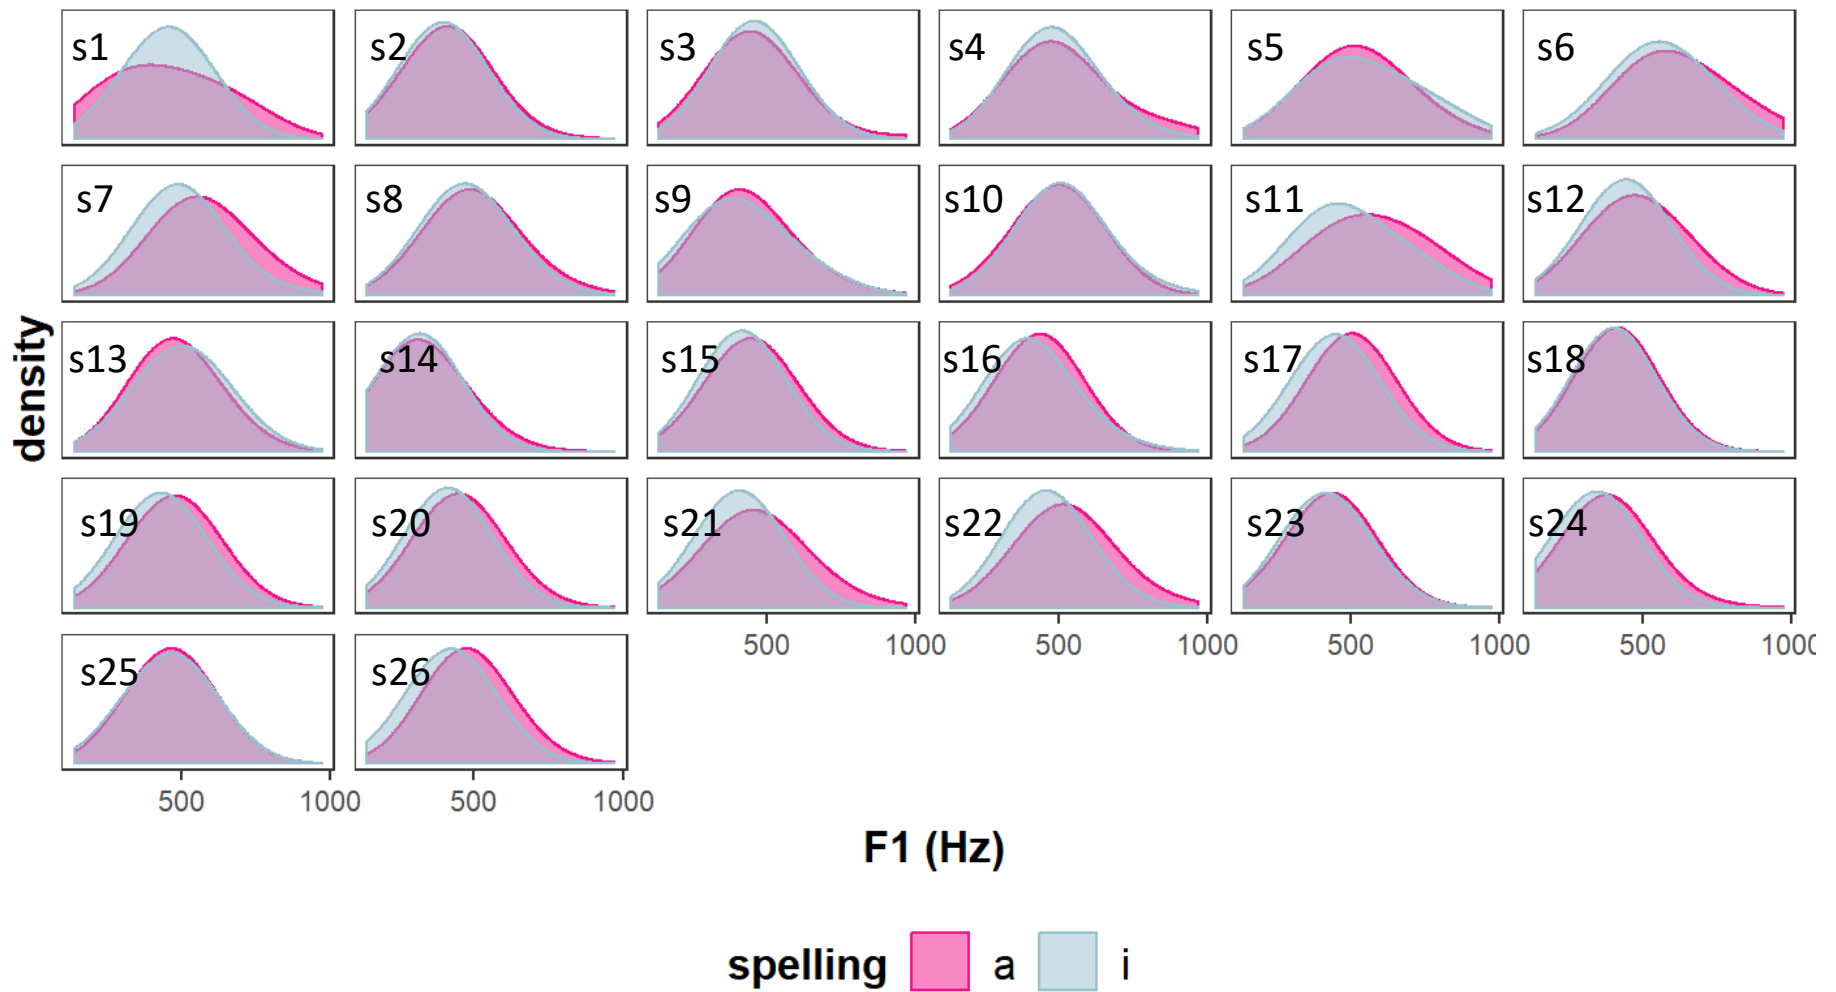 s1 s2 s3 s4 s5 s6
s7 s8 s9 s10 s11 s12
density
s13 s14 s15 s16 s17 s18
s19 s20 s21 s22 s23 s24
500 1000 500 1000 500 1000 500 1000
s25 s26
500 1000 500 1000
F1 (Hz)
spelling a i